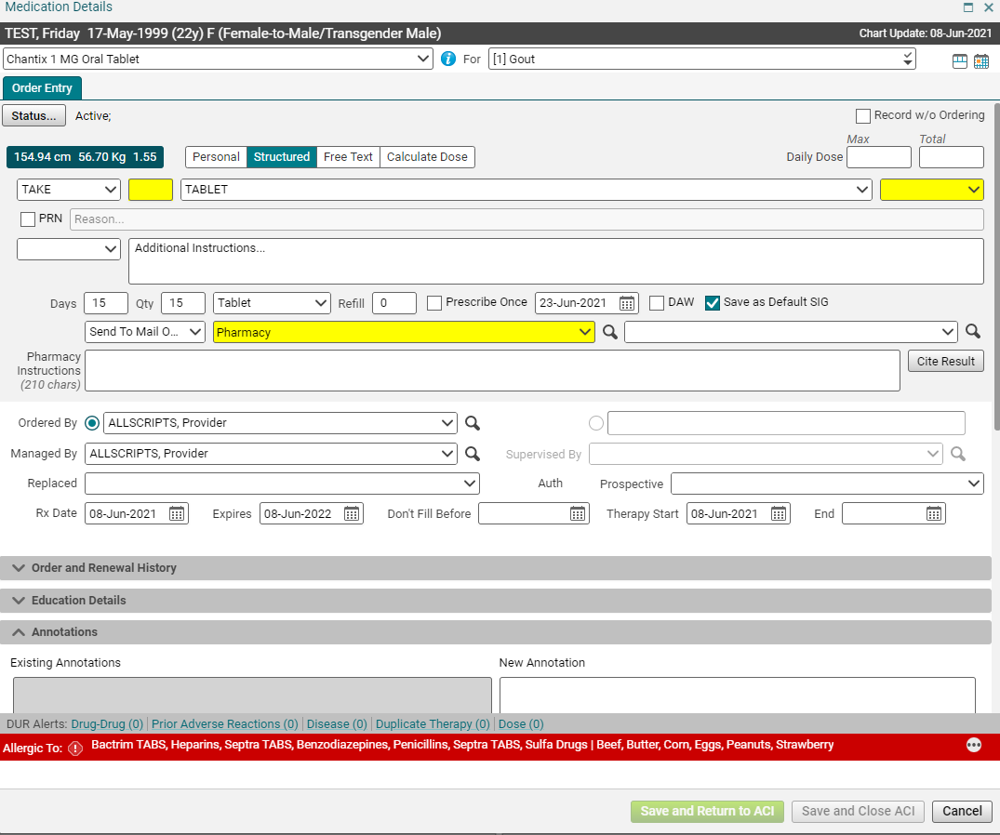 Medication Details
TEST, Friday 17-May-1999 (22y) F (Female-to-Male/Transgender Male) Chart Update: 08-Jun-2021
Chantix 1 MG Oral Tablet For [1] Gout
Order Entry
Status... Active; Record w/o Ordering
Max Total
154.94 cm 56.70 Kg 1.55 Personal Structured Free Text Calculate Dose Daily Dose
TAKE TABLET
PRN Reason...
Additional Instructions...
Days 15 Qty 15 Tablet Refill 0 Prescribe Once 23-Jun-2021 DAW Save as Default SIG
Send To Mail O... Pharmacy
Pharmacy
Instructions
(210 chars)
Cite Result
Ordered By ALLSCRIPTS, Provider
Managed By ALLSCRIPTS, Provider Supervised By
Replaced Auth Prospective
Rx Date 08-Jun-2021 Expires 08-Jun-2022 Don't Fill Before Therapy Start 08-Jun-2021 End
Order and Renewal History
Education Details
Annotations
Existing Annotations New Annotation
DUR Alerts: Drug-Drug (0) Prior Adverse Reactions (0) Disease (0) Duplicate Therapy (0) Dose (0)
Allergic To: Bactrim TABS, Heparins, Septra TABS, Benzodiazepines, Penicillins, Septra TABS, Sulfa Drugs | Beef, Butter, Corn, Eggs, Peanuts, Strawberry
Save and Return to ACI Save and Close ACI Cancel